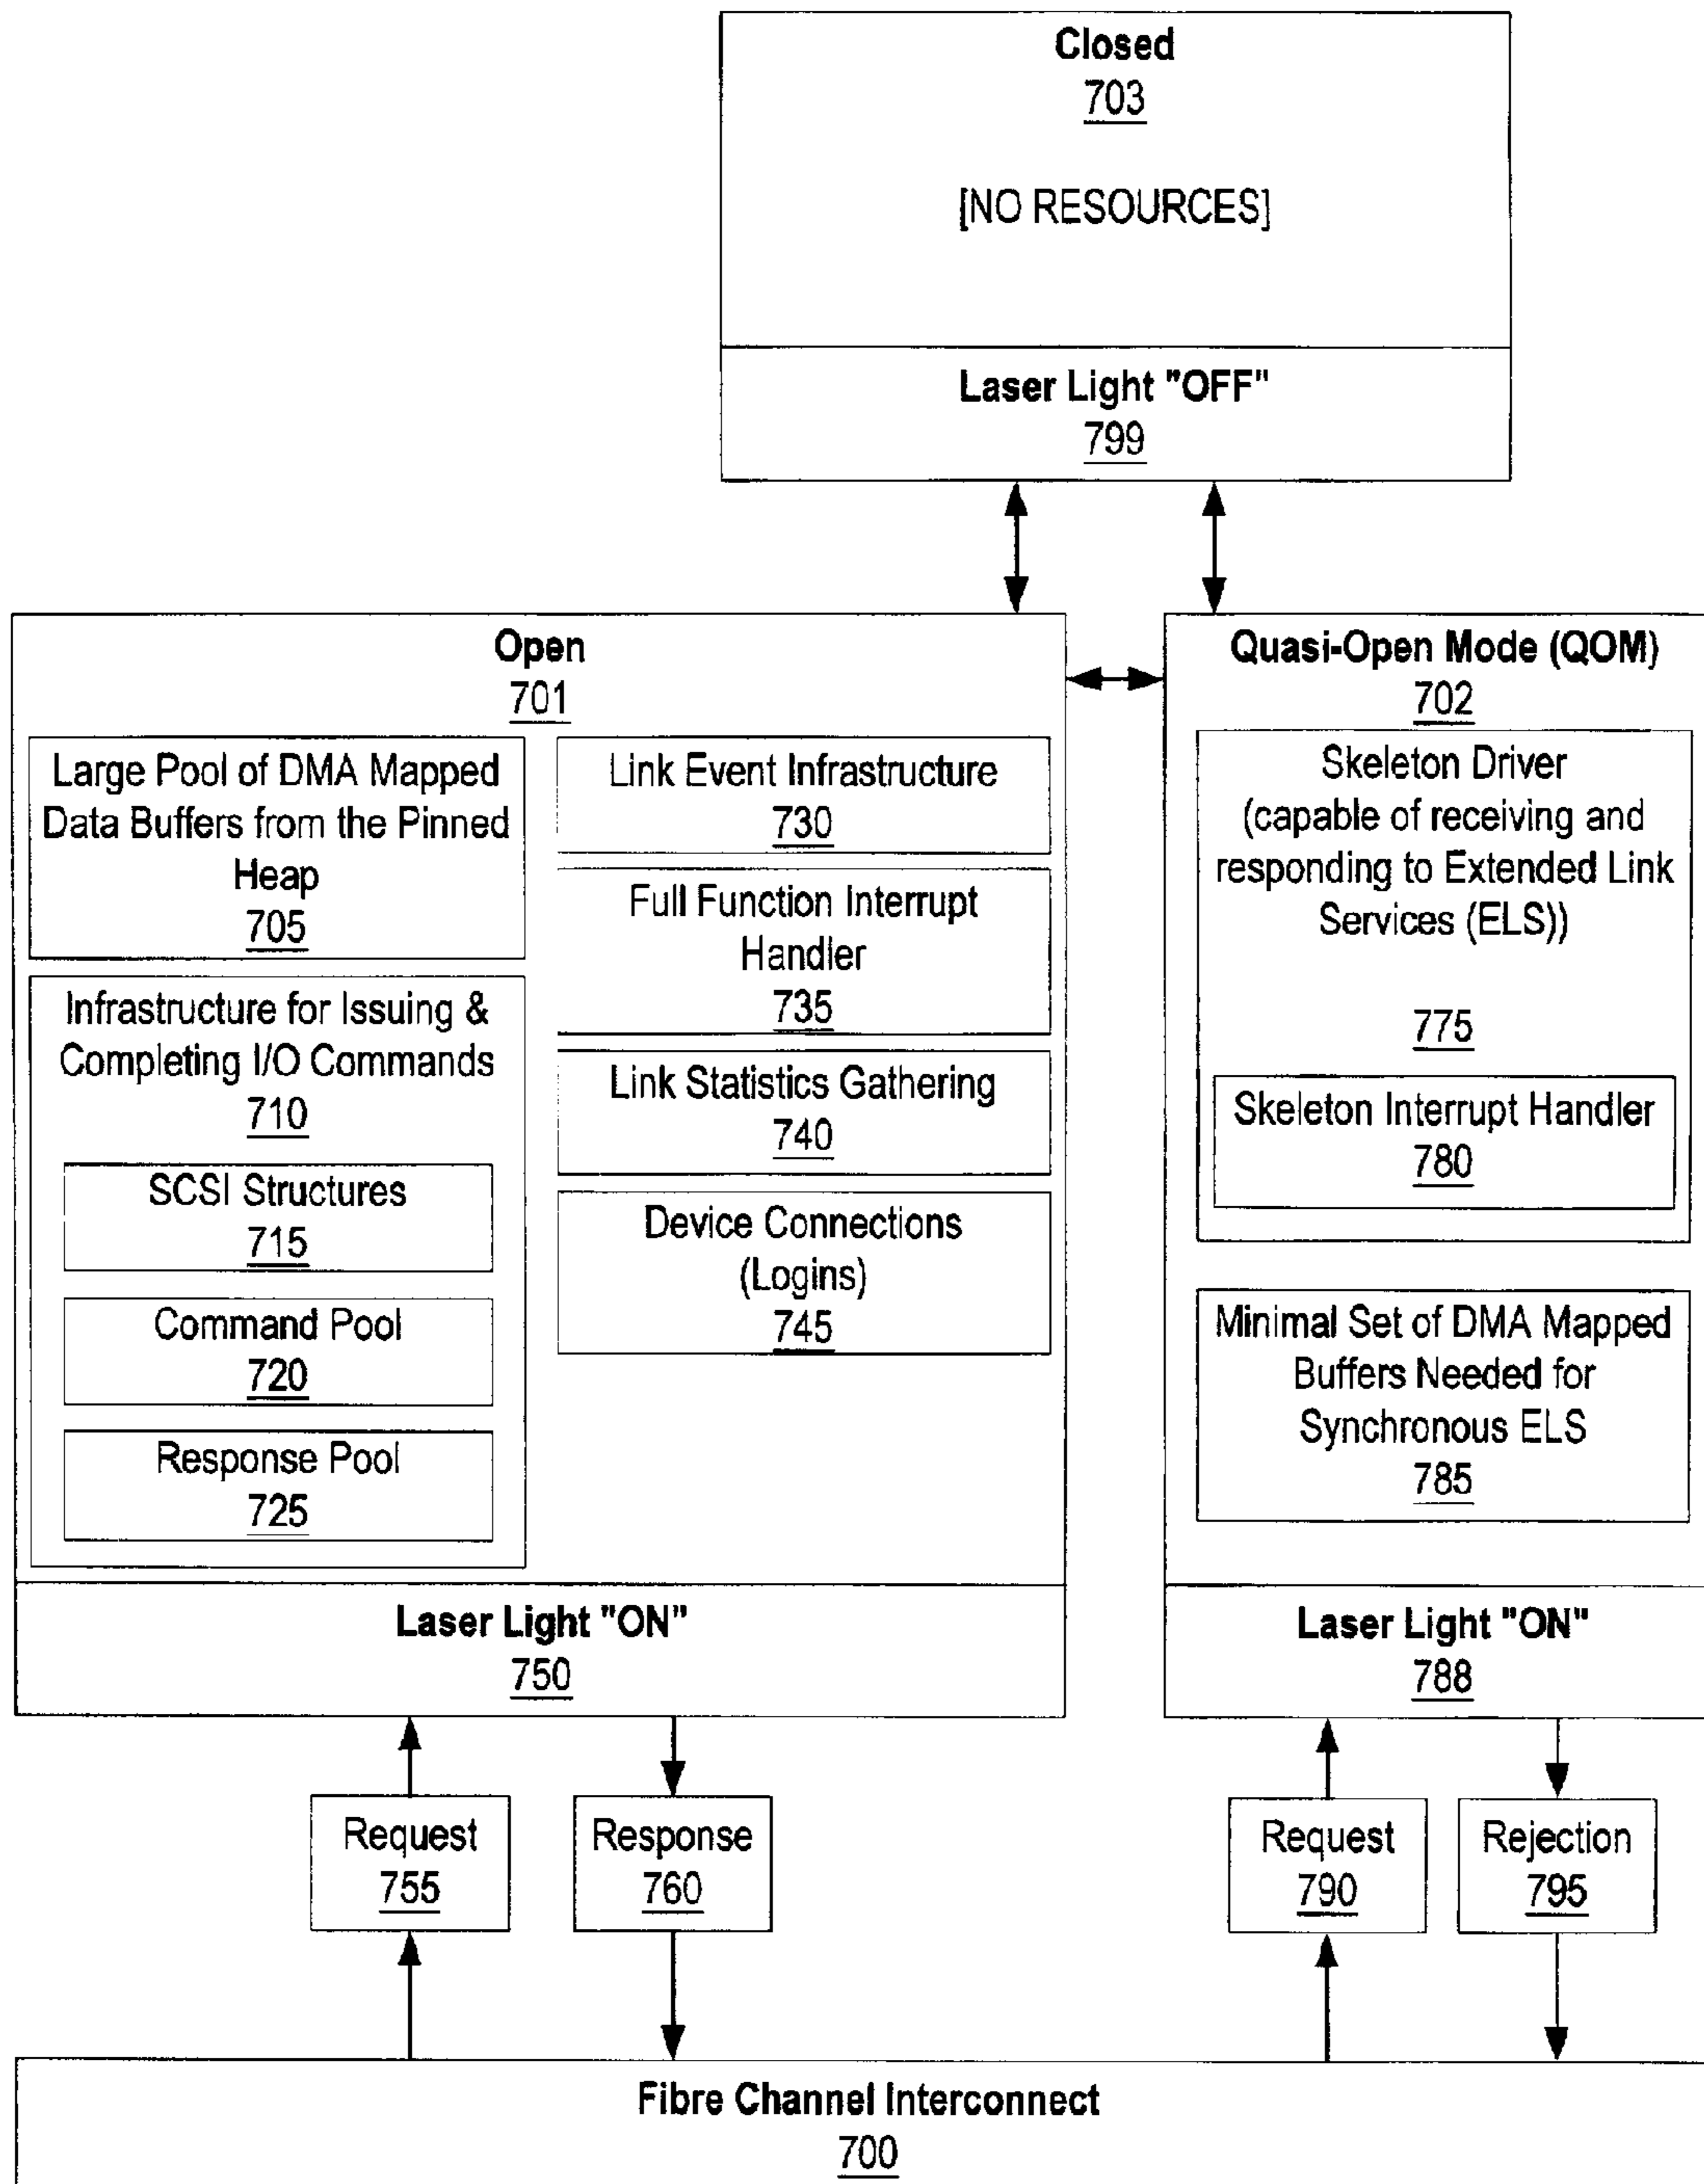 Closed
703
[NO RESOURCES]
Laser Light "OFF"
799
Open
701
Large Pool of DMA Mapped
Data Buffers from the Pinned
Heap
705
Infrastructure for Issuing &
Completing I/O Commands
710
SCSI Structures
715
Command Pool
720
Response Pool
725
Link Event Infrastructure
730
Full Function Interrupt
Handler
735
Link Statistics Gathering
740
Device Connections
(Logins)
745
Laser Light "ON"
750
Quasi-Open Mode (QOM)
702
Skeleton Driver
(capable of receiving and
responding to Extended Link
Services (ELS))
775
Skeleton Interrupt Handler
780
Minimal Set of DMA Mapped
Buffers Needed for
Synchronous ELS
785
Laser Light "ON"
788
Request
755
Response
760
Request
790
Rejection
795
Fibre Channel Interconnect
700